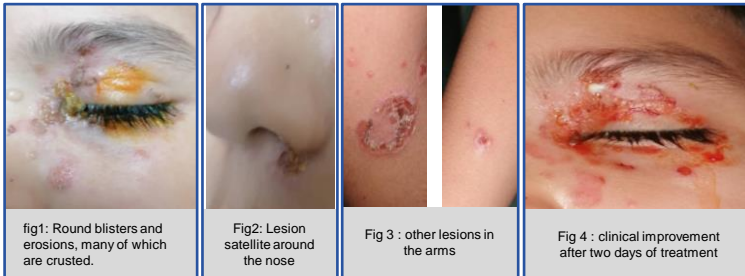 fig1: Round blisters and
erosions, many of which
are crusted.
Fig2: Lesion
satellite around
the nose
Fig 3 : other lesions in
the arms
Fig 4 : clinical improvement
after two days of treatment